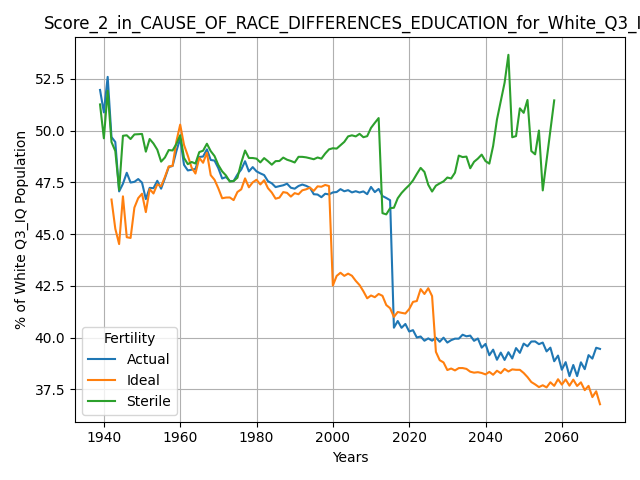 Score_2_in_CAUSE_OF_RACE_DIFFERENCES_EDUCATION_for_White_Q3_I
% of White Q3_IQ Population
52.5
50.0
47.5
45.0
42.5
40.0
37.5
Fertility
Actual
Ideal
Sterile
1940 1960 1980 2000 2020 2040 2060
Years